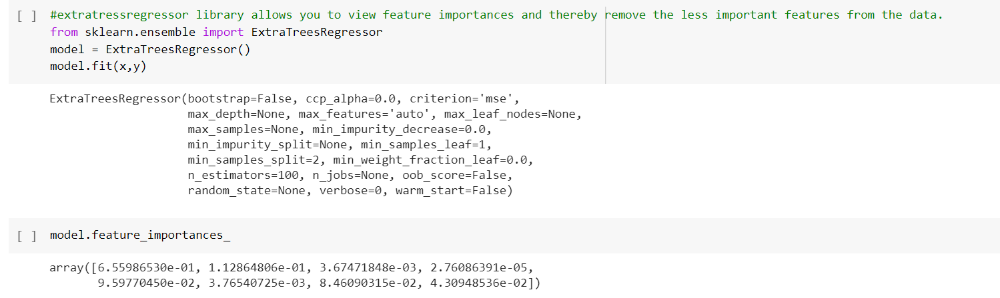 [ ] #extratressregressor library allows you to view feature importances and thereby remove the less important features from the data.
from sklearn.ensemble import ExtraTreesRegressor
model = ExtraTreesRegressor()
model.fit(x,y)
ExtraTreesRegressor(bootstrap=False, ccp_alpha=0.0, criterion='mse',
max_depth=None, max_features='auto', max_leaf_nodes=None,
max_samples=None, min_impurity_decrease=0.0,
min_impurity_split=None, min_samples_leaf=1,
min_samples_split=2, min_weight_fraction_leaf=0.0,
n_estimators=100, n_jobs=None, oob_score=False,
random_state=None, verbose=0, warm_start=False)
[ ] model.feature_importances_
array([6.55986530e-01, 1.12864806e-01, 3.67471848e-03, 2.76086391e-05,
9.59770450e-02, 3.76540725e-03, 8.46090315e-02, 4.30948536e-02])